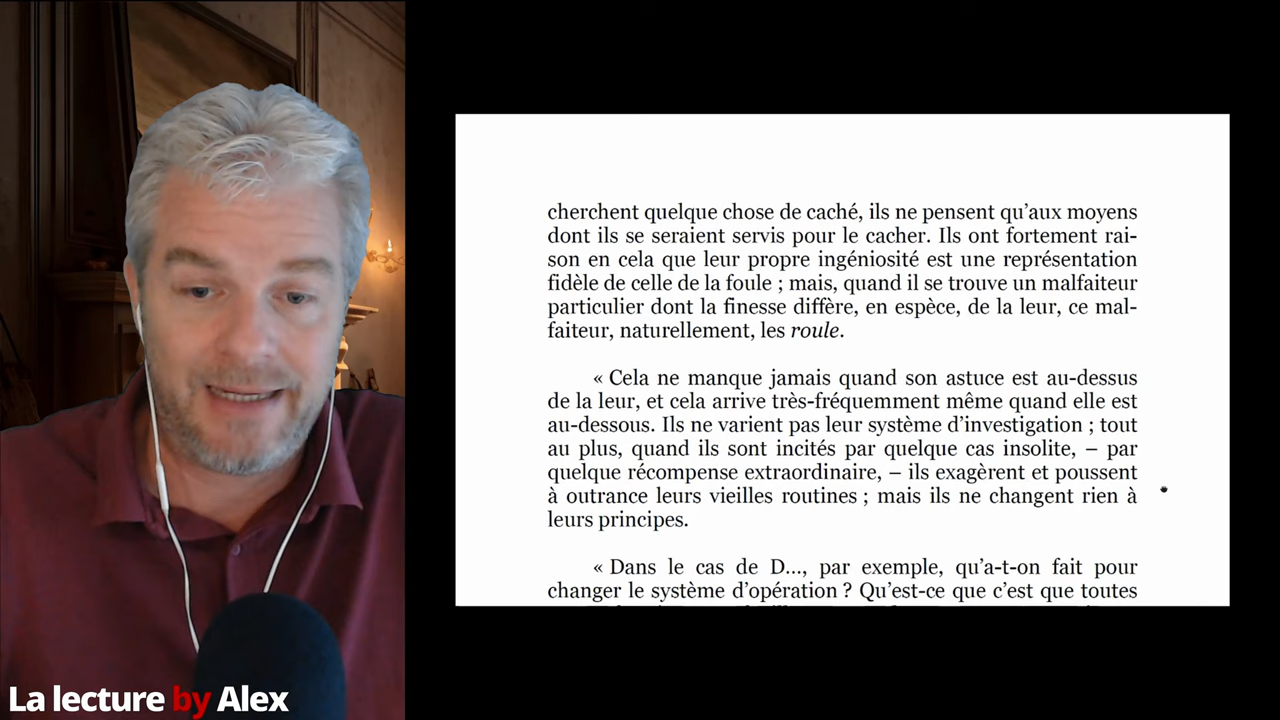 cherchent quelque chose de caché, ils ne pensent qu’aux moyens
dont ils se seraient servis pour le cacher. Ils ont fortement rai-
son en cela que leur propre ingéniosité est une représentation
fidèle de celle de la foule ; mais, quand il se trouve un malfaiteur
particulier dont la finesse diffère, en espèce, de la leur, ce mal-
faiteur, naturellement, les roule.
« Cela ne manque jamais quand son astuce est au-dessus
de la leur, et cela arrive très-fréquemment même quand elle est
au-dessous. Ils ne varient pas leur système d’investigation ; tout
au plus, quand ils sont incités par quelque cas insolite, – par
quelque récompense extraordinaire, – ils exagèrent et poussent
à outrance leurs vieilles routines ; mais ils ne changent rien à
leurs principes.
« Dans le cas de D…, par exemple, qu’a-t-on fait pour
changer le système d’opération ? Qu’est-ce que c’est que toutes
La lecture by Alex